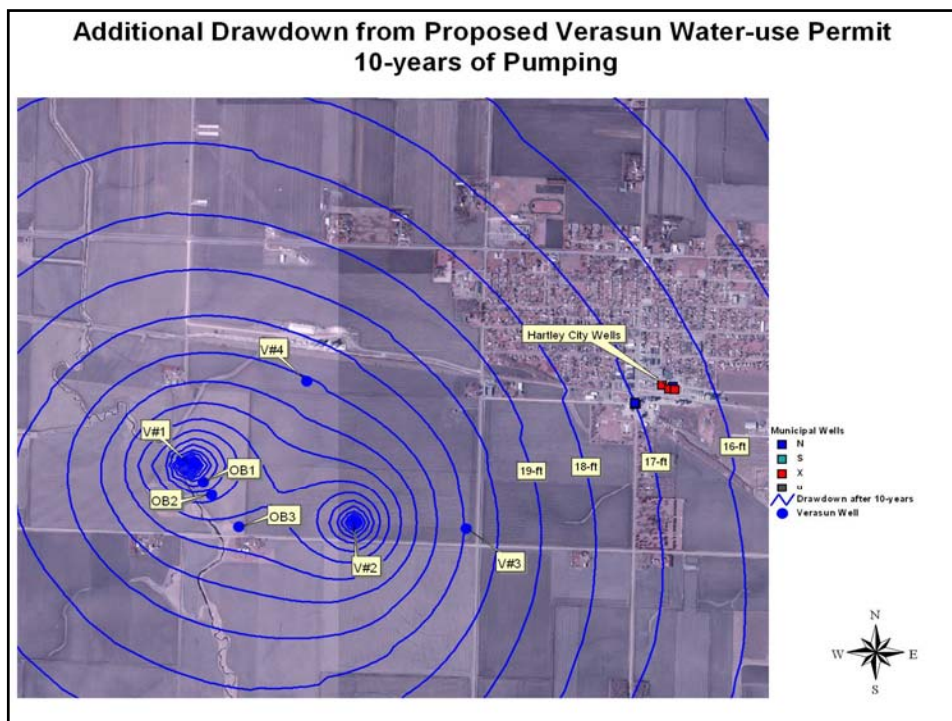 Additional Drawdown from Proposed Verasun Water-use Permit
10-years of Pumping
Hartley City Wells
V#4
V#1
OB1
OB2
OB3
V#2
V#3
19-ft
18-ft
17-ft
16-ft
Municipal Wells
N
S
X
u
Drawdown after 10-years
Verasun Well
N
W E
S